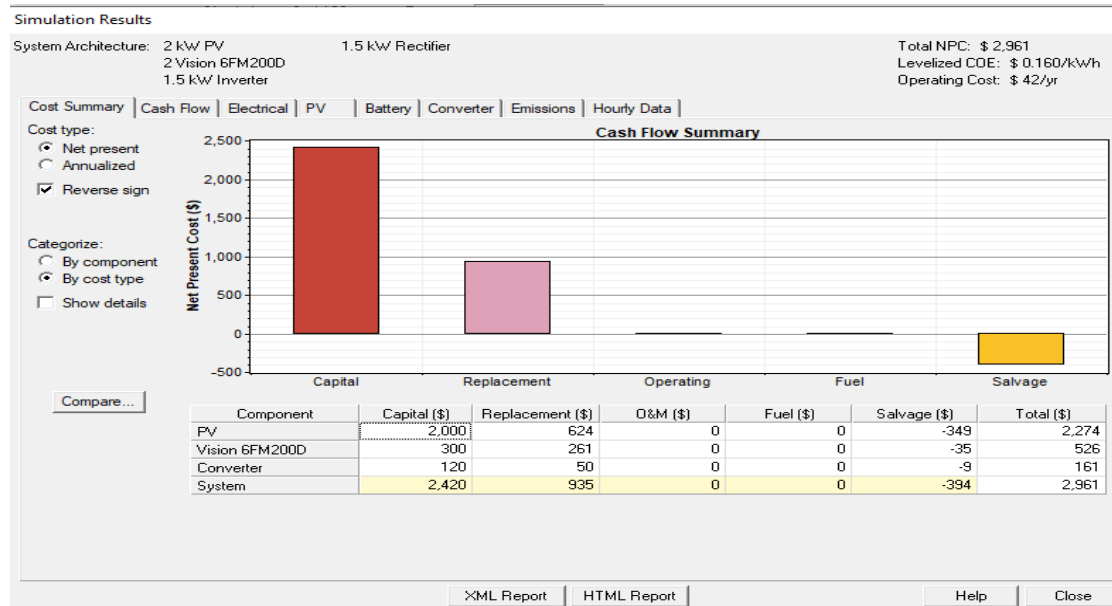 Simulation Results
System Architecture: 2 kW PV 1.5 kW Rectifier
2 Vision 6FM200D
1.5 kW Inverter
Total NPC: $ 2,961
Levelized COE: $ 0.160/kWh
Operating Cost: $ 42/yr
Cost Summary Cash Flow Electrical PV Battery Converter Emissions Hourly Data
Cost type:
Net present
Annualized
Reverse sign
Categorize:
By component
By cost type
Show details
Compare...
Cash Flow Summary
Net Present Cost ($)
2,500
2,000
1,500
1,000
500
0
-500
Capital Replacement Operating Fuel Salvage
Component Capital ($) Replacement ($) O&M ($) Fuel ($) Salvage ($) Total ($)
PV 2,000 624 0 0 -349 2,274
Vision 6FM200D 300 261 0 0 -35 526
Converter 120 50 0 0 -9 161
System 2,420 935 0 0 -394 2,961
XML Report HTML Report Help Close